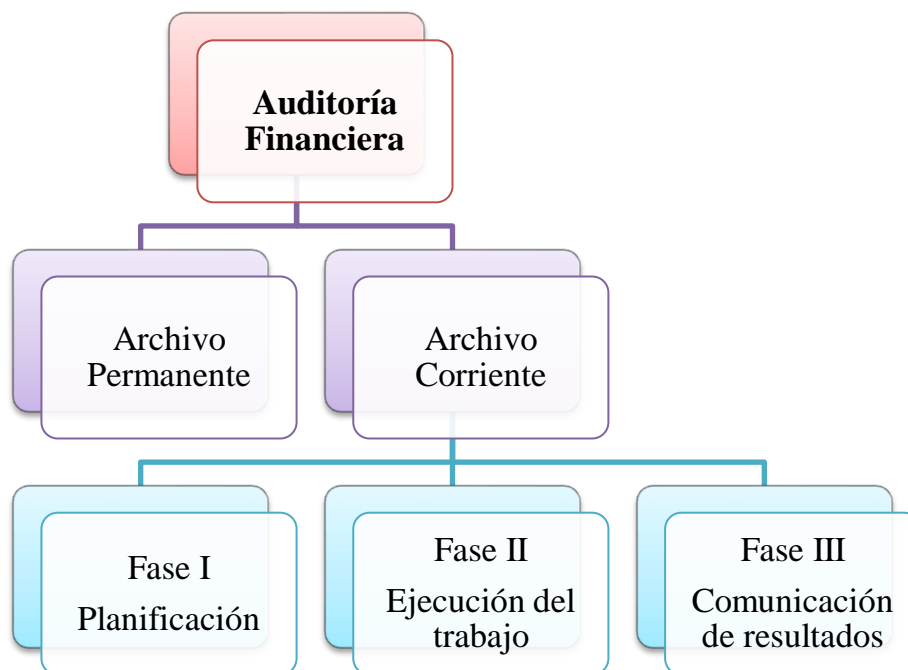 Auditoría
Financiera
Archivo
Permanente
Archivo
Corriente
Fase I
Planificación
Fase II
Ejecución del
trabajo
Fase III
Comunicación
de resultados